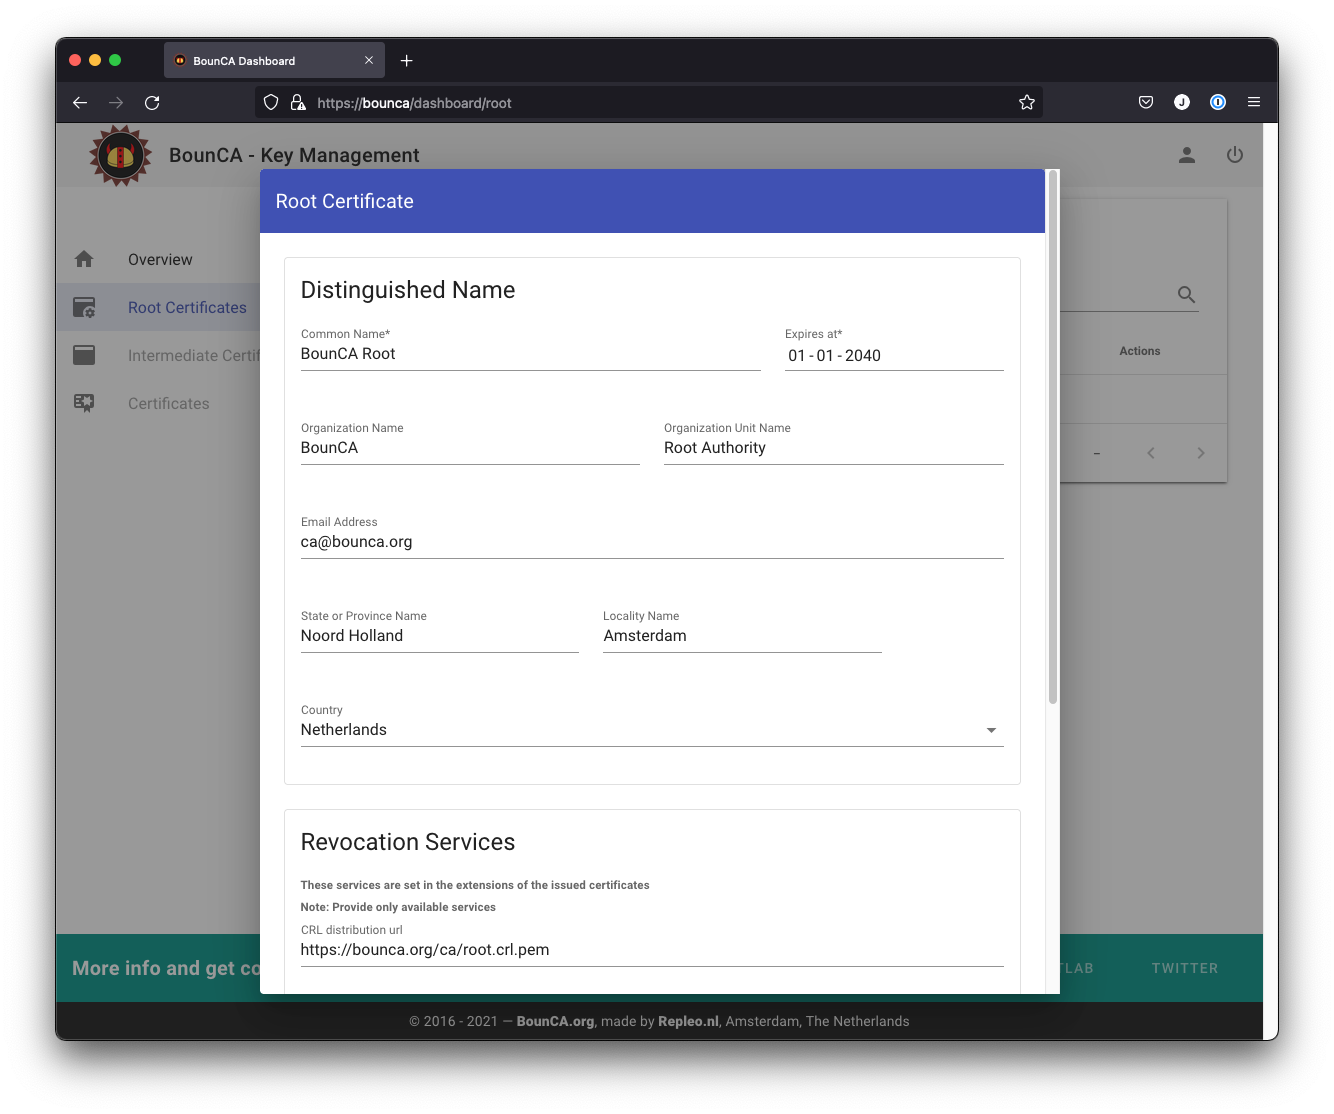 BounCA Dashboard
https://bounca/dashboard/root
J
BounCA - Key Management
Root Certificate
Overview
Root Certificates
Intermediate Certif
Certificates
Actions
–
Distinguished Name
Common Name*
Expires at*
BounCA Root
01 - 01 - 2040
Organization Name
Organization Unit Name
BounCA
Root Authority
Email Address
ca@bounca.org
State or Province Name
Locality Name
Noord Holland
Amsterdam
Country
Netherlands
Revocation Services
These services are set in the extensions of the issued certificates
Note: Provide only available services
CRL distribution url
https://bounca.org/ca/root.crl.pem
More info and get co
TLAB
TWITTER
© 2016 - 2021 — BounCA.org, made by Repleo.nl, Amsterdam, The Netherlands